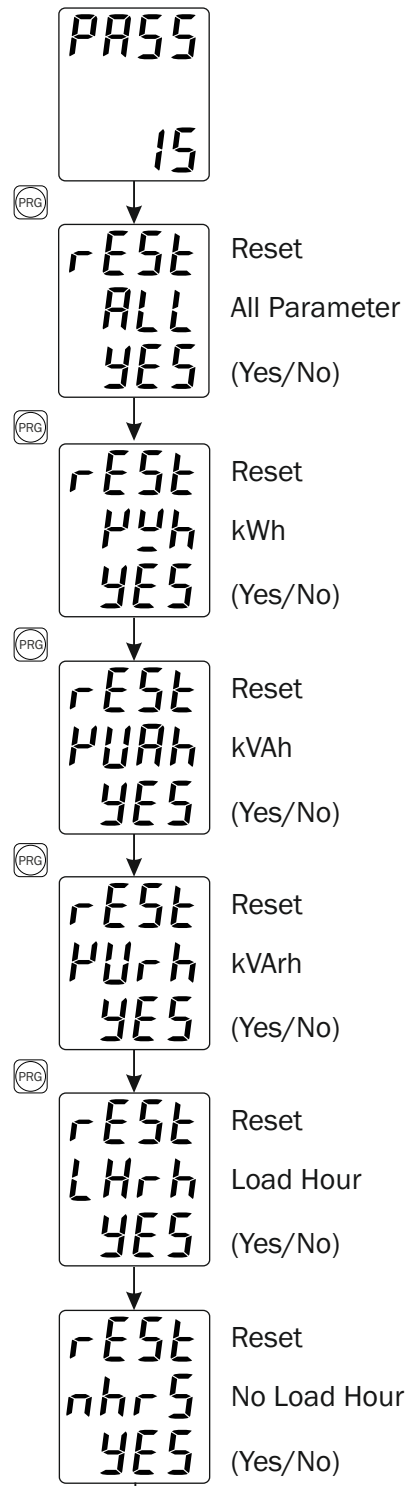 PASS
15
PRG
rESt Reset
ALL All Parameter
YES (Yes/No)
PRG
rESt Reset
kWh kWh
YES (Yes/No)
PRG
rESt Reset
kVAh kVAh
YES (Yes/No)
PRG
rESt Reset
kVrh kVArh
YES (Yes/No)
PRG
rESt Reset
LHrh Load Hour
YES (Yes/No)
rESt Reset
nhrS No Load Hour
YES (Yes/No)